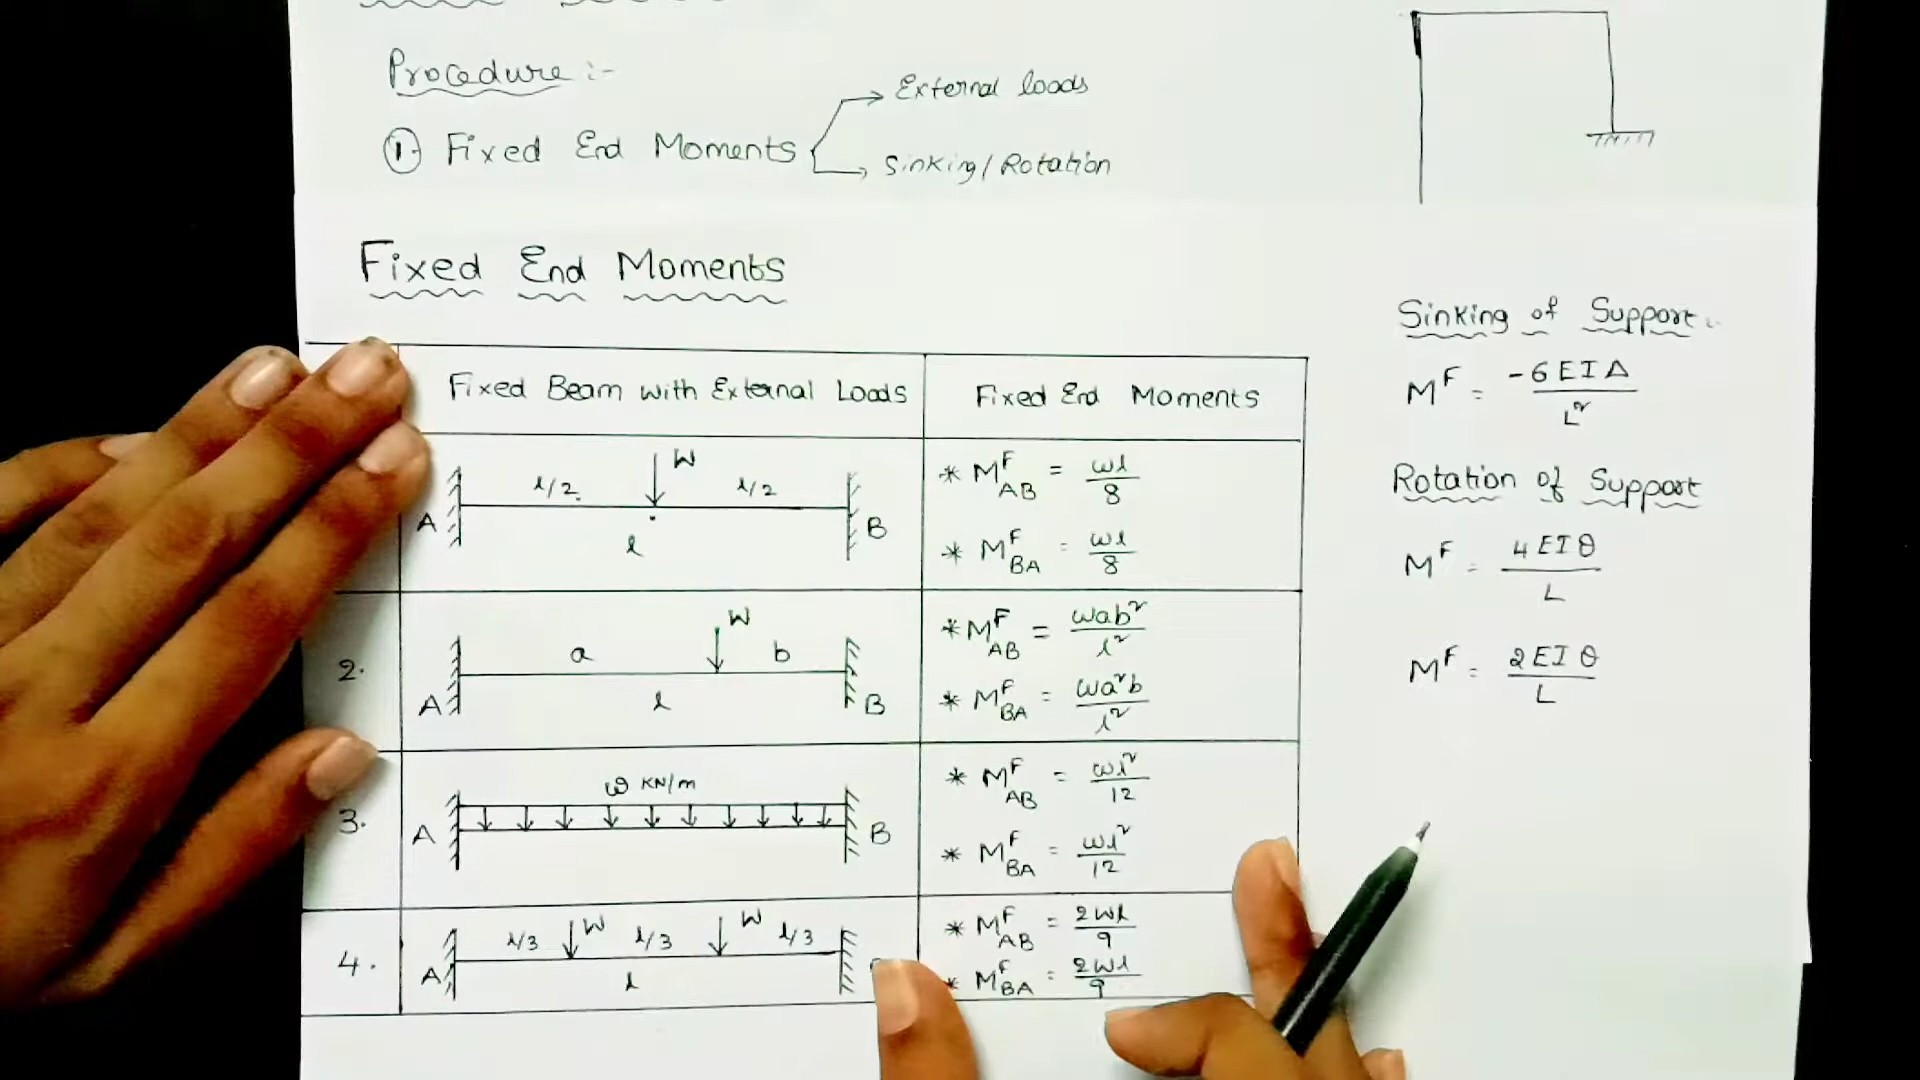 Procedure :-
① Fixed End Moments
External loads
Sinking/Rotation
Fixed End Moments
Fixed Beam with External Loads
Fixed End Moments
l/2 W l/2
A l B
* M^F_AB = wl/8
* M^F_BA = wl/8
2.
a W b
A l B
* M^F_AB = wab²/l²
* M^F_BA = wa²b/l²
3.
ω KN/m
A B
* M^F_AB = wl²/12
* M^F_BA = wl²/12
4.
l/3 W l/3 W l/3
A l
* M^F_AB = 2wl/9
* M^F_BA = 2wl/9
Sinking of Support :
M^F = -6EIΔ/L²
Rotation of Support
M^F = 4EIθ/L
M^F = 2EIθ/L